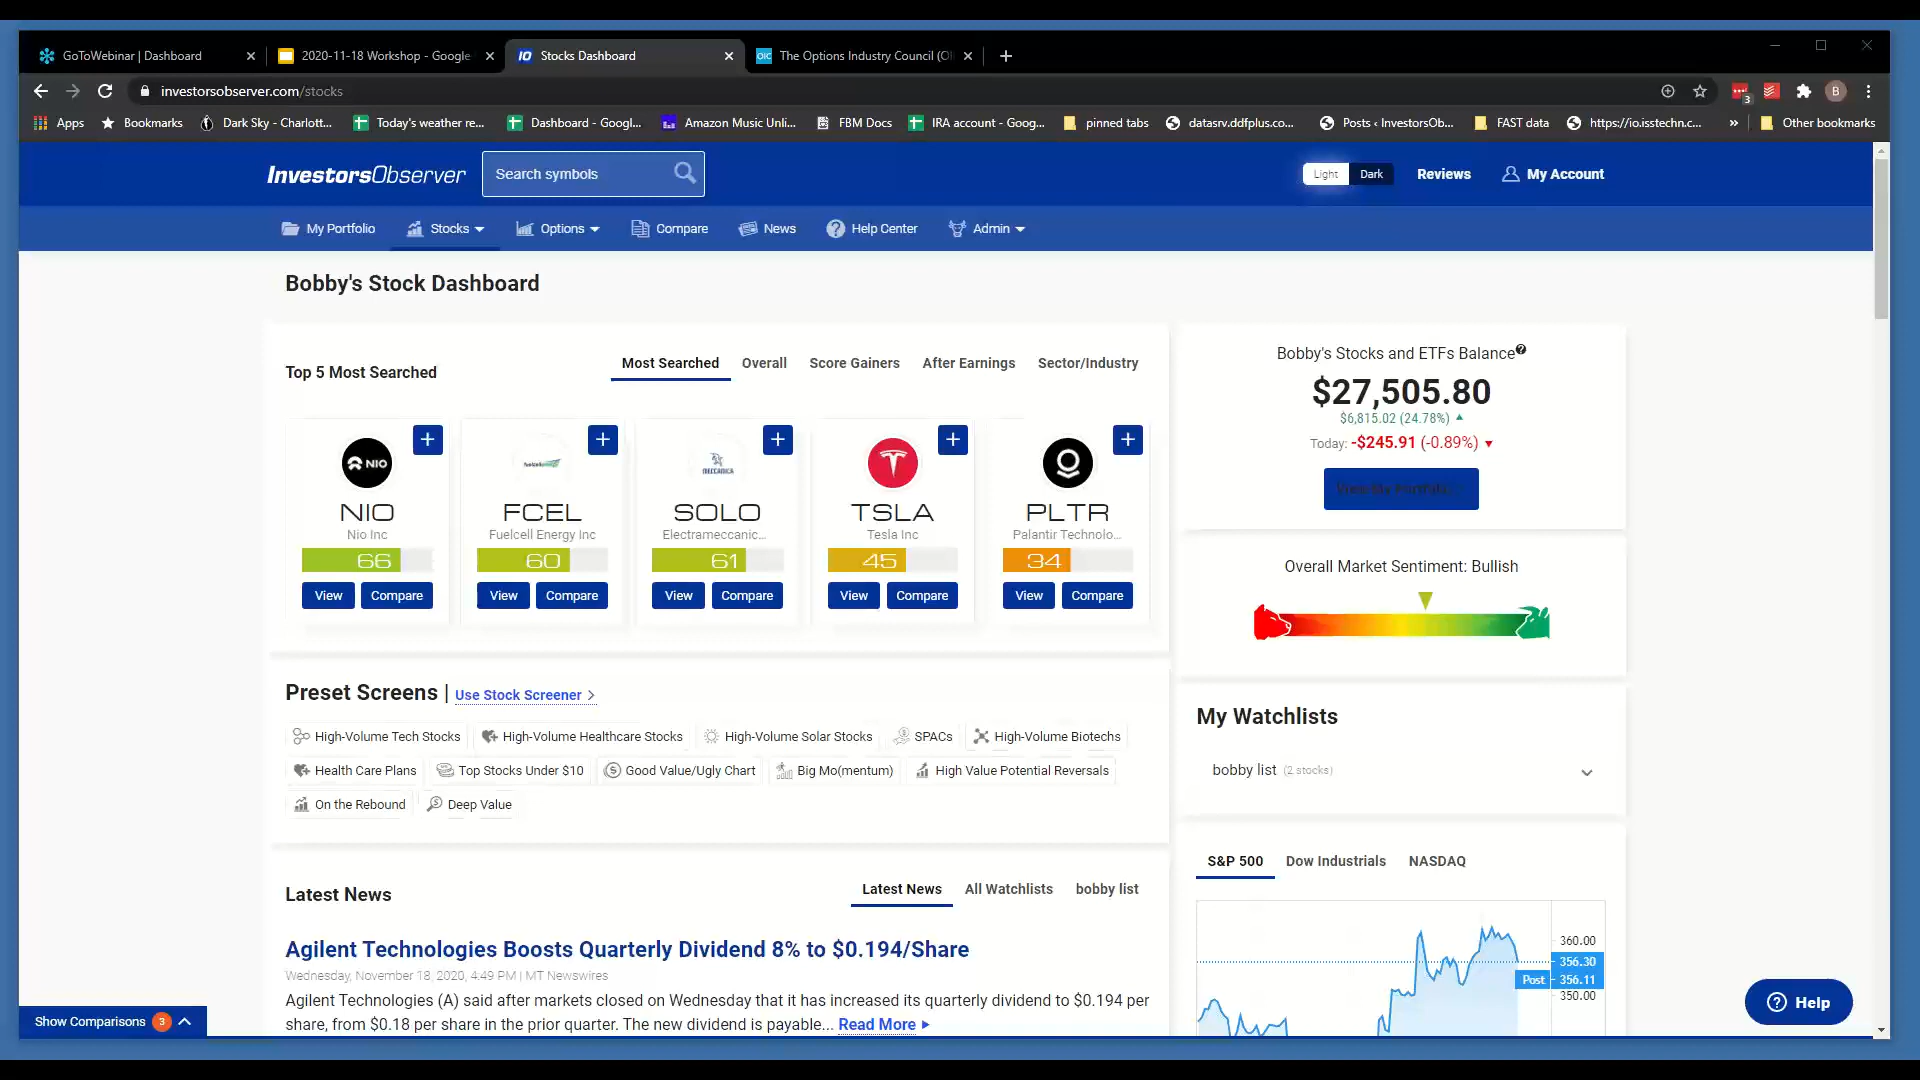 GoToWebinar | Dashboard
2020-11-18 Workshop - Google
Stocks Dashboard
The Options Industry Council (OI
investorsobserver.com/stocks
3
B
Apps
Bookmarks
Dark Sky - Charlott...
Today's weather re...
Dashboard - Googl...
Amazon Music Unli...
FBM Docs
IRA account - Goog...
pinned tabs
datasrv.ddfplus.co...
Posts ‹ InvestorsOb...
FAST data
https://io.isstechn.c...
»
Other bookmarks
InvestorsObserver
Search symbols
Light
Dark
Reviews
My Account
My Portfolio
Stocks
Options
Compare
News
Help Center
Admin
Bobby's Stock Dashboard
Top 5 Most Searched
Most Searched
Overall
Score Gainers
After Earnings
Sector/Industry
NIO
NIO
Nio Inc
66
View
Compare
FCEL
Fuelcell Energy Inc
60
View
Compare
MECCANICA
SOLO
Electrameccanic...
61
View
Compare
TSLA
Tesla Inc
45
View
Compare
PLTR
Palantir Technolo...
34
View
Compare
Bobby's Stocks and ETFs Balance
$27,505.80
$6,815.02 (24.78%)
Today: -$245.91 (-0.89%)
View My Portfolio
Overall Market Sentiment: Bullish
Preset Screens | Use Stock Screener >
High-Volume Tech Stocks
High-Volume Healthcare Stocks
High-Volume Solar Stocks
SPACs
High-Volume Biotechs
Health Care Plans
Top Stocks Under $10
Good Value/Ugly Chart
Big Mo(mentum)
High Value Potential Reversals
On the Rebound
Deep Value
My Watchlists
bobby list (2 stocks)
S&P 500
Dow Industrials
NASDAQ
360.00
356.30
Post 356.11
350.00
Latest News
Latest News
All Watchlists
bobby list
Agilent Technologies Boosts Quarterly Dividend 8% to $0.194/Share
Wednesday, November 18, 2020, 4:49 PM | MT Newswires
Agilent Technologies (A) said after markets closed on Wednesday that it has increased its quarterly dividend to $0.194 per
share, from $0.18 per share in the prior quarter. The new dividend is payable... Read More
Show Comparisons 3
Help